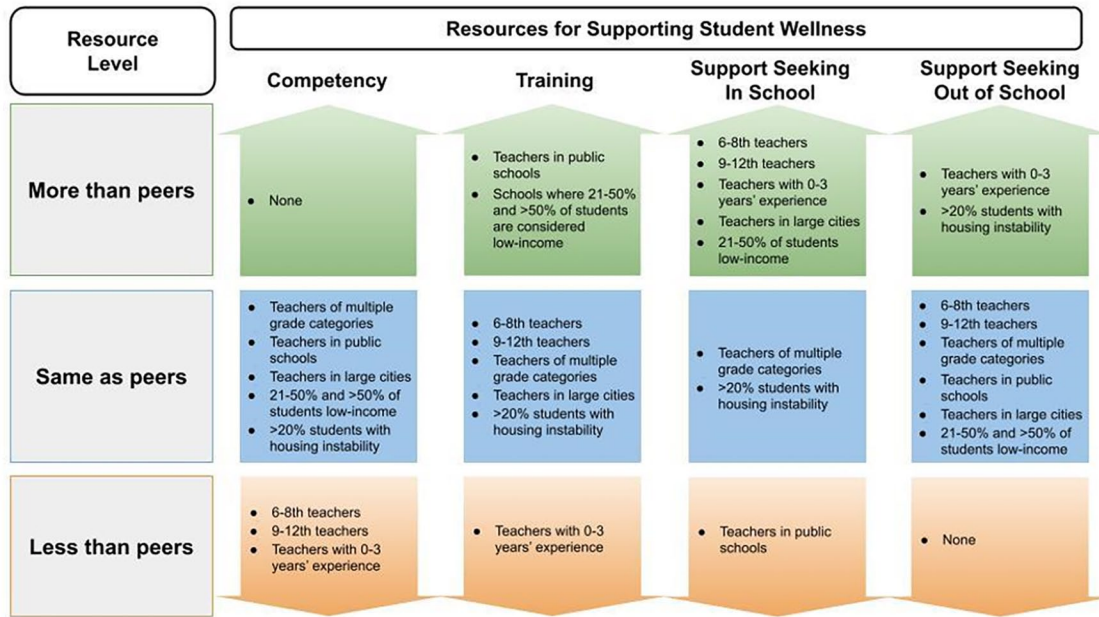 Resource
Level
Resources for Supporting Student Wellness
Competency
Training
Support Seeking
In School
Support Seeking
Out of School
More than peers
● None
● Teachers in public
schools
● Schools where 21-50%
and >50% of students
are considered
low-income
● 6-8th teachers
● 9-12th teachers
● Teachers with 0-3
years’ experience
● Teachers in large cities
● 21-50% of students
low-income
● Teachers with 0-3
years’ experience
● >20% students with
housing instability
Same as peers
● Teachers of multiple
grade categories
● Teachers in public
schools
● Teachers in large cities
● 21-50% and >50% of
students low-income
● >20% students with
housing instability
● 6-8th teachers
● 9-12th teachers
● Teachers of multiple
grade categories
● Teachers in large cities
● >20% students with
housing instability
● Teachers of multiple
grade categories
● >20% students with
housing instability
● 6-8th teachers
● 9-12th teachers
● Teachers of multiple
grade categories
● Teachers in public
schools
● Teachers in large cities
● 21-50% and >50% of
students low-income
Less than peers
● 6-8th teachers
● 9-12th teachers
● Teachers with 0-3
years’ experience
● Teachers with 0-3
years’ experience
● Teachers in public
schools
● None